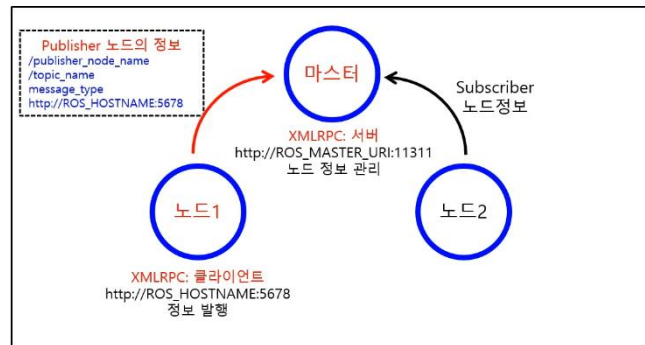 Publisher 노드의 정보
/publisher_node_name
/topic_name
message_type
http://ROS_HOSTNAME:5678
마스터
Subscriber
노드정보
XMLRPC: 서버
http://ROS_MASTER_URI:11311
노드 정보 관리
노드1
노드2
XMLRPC: 클라이언트
http://ROS_HOSTNAME:5678
정보 발행